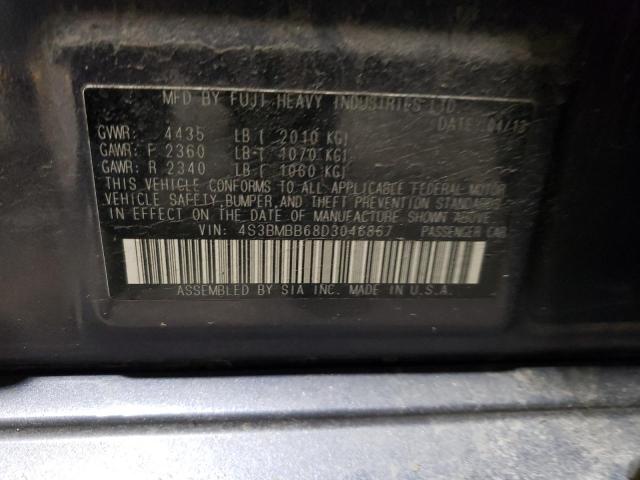 MFD BY FUJI HEAVY INDUSTRIES LTD
DATE: 01/13
GVWR: 4435 LB ( 2010 KG)
GAWR: F 2360 LB ( 1070 KG)
GAWR: R 2340 LB ( 1060 KG)
THIS VEHICLE CONFORMS TO ALL APPLICABLE FEDERAL MOTOR
VEHICLE SAFETY, BUMPER, AND THEFT PREVENTION STANDARDS
IN EFFECT ON THE DATE OF MANUFACTURE SHOWN ABOVE.
VIN: 4S3BMBB68D3046867 PASSENGER CAR
ASSEMBLED BY SIA INC. MADE IN U.S.A.